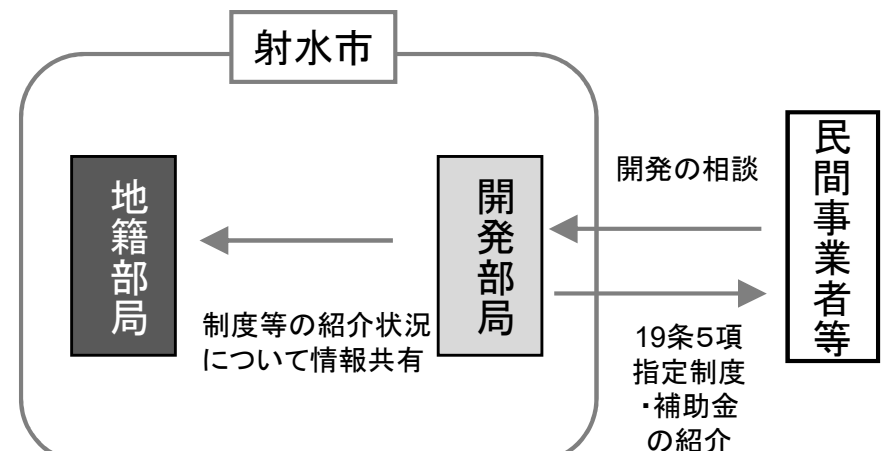 射水市
地籍部局
制度等の紹介状況
について情報共有
開発部局
開発の相談
19条5項
指定制度
・補助金
の紹介
民間事業者等